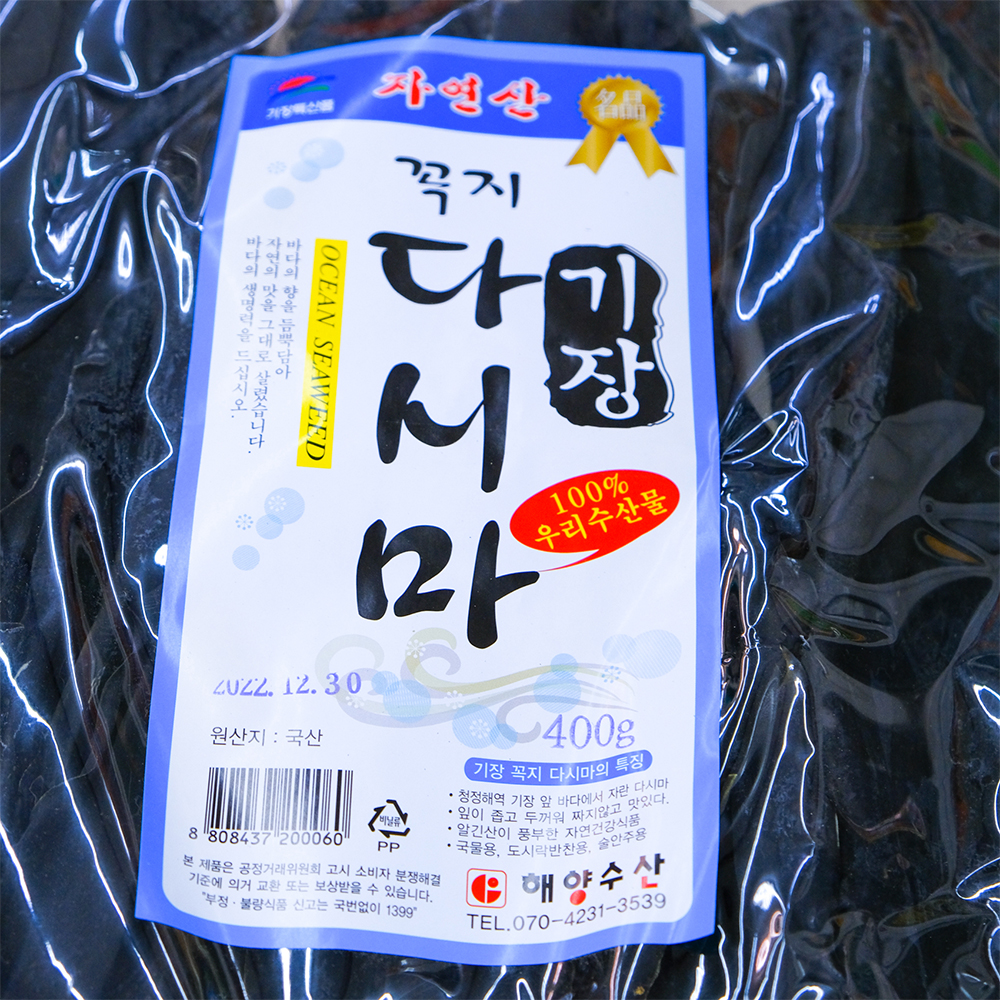 기장특산물
자연산
名品
꼭지
다시마
기장
바다의 향을 듬뿍담아
자연의 맛을 그대로 살렸습니다.
바다의 생명력을 드십시오.
OCEAN SEAWEED
100%
우리수산물
2022.12.30
400g
원산지 : 국산
기장 꼭지 다시마의 특징
• 청정해역 기장 앞 바다에서 자란 다시마
• 잎이 좁고 두꺼워 짜지않고 맛있다.
• 알긴산이 풍부한 자연건강식품
• 국물용, 도시락반찬용, 술안주용
8 808437 200060
비닐류
PP
본 제품은 공정거래위원회 고시 소비자 분쟁해결
기준에 의거 교환 또는 보상받을 수 있습니다.
"부정·불량식품 신고는 국번없이 1399"
해양수산
TEL.070-4231-3539